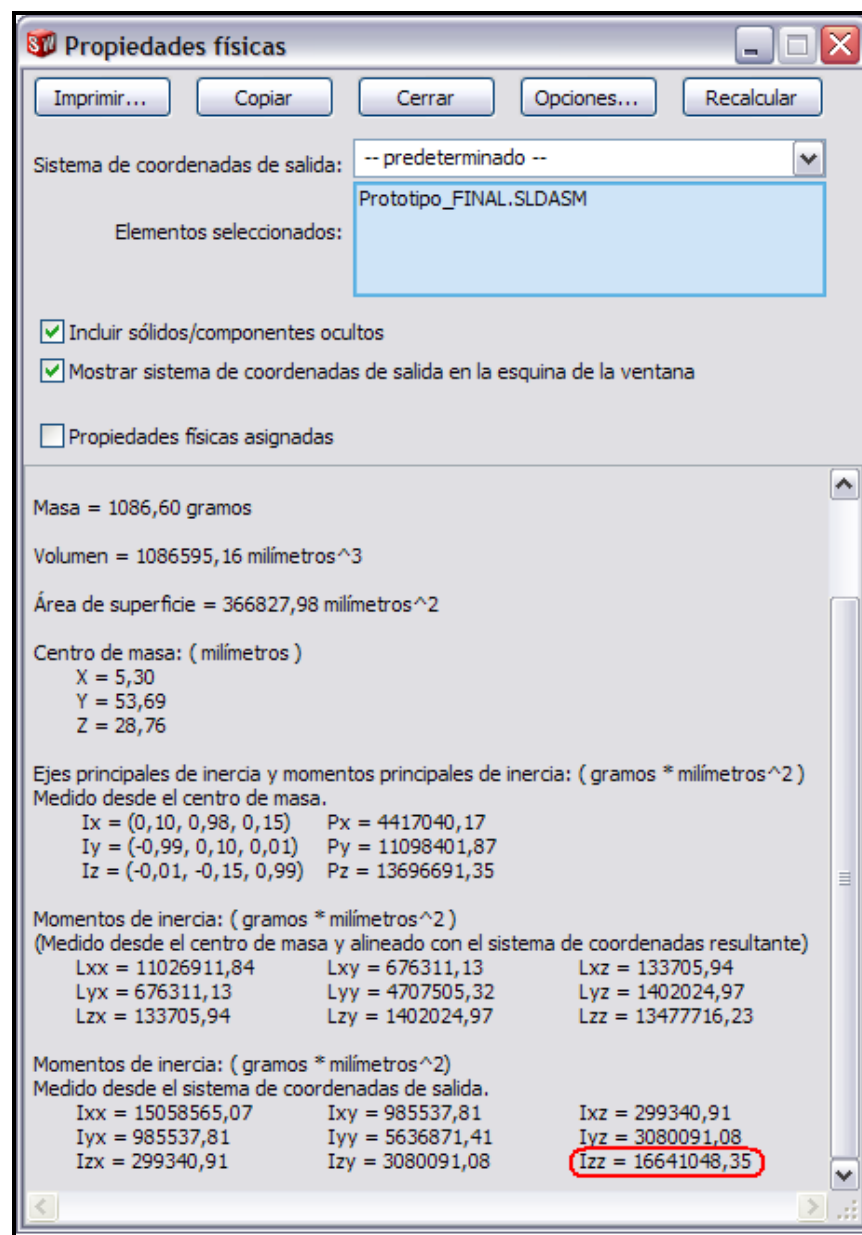 SW Propiedades físicas
Imprimir... Copiar Cerrar Opciones... Recalcular
Sistema de coordenadas de salida: -- predeterminado --
Prototipo_FINAL.SLDASM
Elementos seleccionados:
Incluir sólidos/componentes ocultos
Mostrar sistema de coordenadas de salida en la esquina de la ventana
Propiedades físicas asignadas
Masa = 1086,60 gramos
Volumen = 1086595,16 milímetros^3
Área de superficie = 366827,98 milímetros^2
Centro de masa: ( milímetros )
X = 5,30
Y = 53,69
Z = 28,76
Ejes principales de inercia y momentos principales de inercia: ( gramos * milímetros^2 )
Medido desde el centro de masa.
Ix = (0,10, 0,98, 0,15) Px = 4417040,17
Iy = (-0,99, 0,10, 0,01) Py = 11098401,87
Iz = (-0,01, -0,15, 0,99) Pz = 13696691,35
Momentos de inercia: ( gramos * milímetros^2 )
(Medido desde el centro de masa y alineado con el sistema de coordenadas resultante)
Lxx = 11026911,84 Lxy = 676311,13 Lxz = 133705,94
Lyx = 676311,13 Lyy = 4707505,32 Lyz = 1402024,97
Lzx = 133705,94 Lzy = 1402024,97 Lzz = 13477716,23
Momentos de inercia: ( gramos * milímetros^2)
Medido desde el sistema de coordenadas de salida.
Ixx = 15058565,07 Ixy = 985537,81 Ixz = 299340,91
Iyx = 985537,81 Iyy = 5636871,41 Iyz = 3080091,08
Izx = 299340,91 Izy = 3080091,08 Izz = 16641048,35